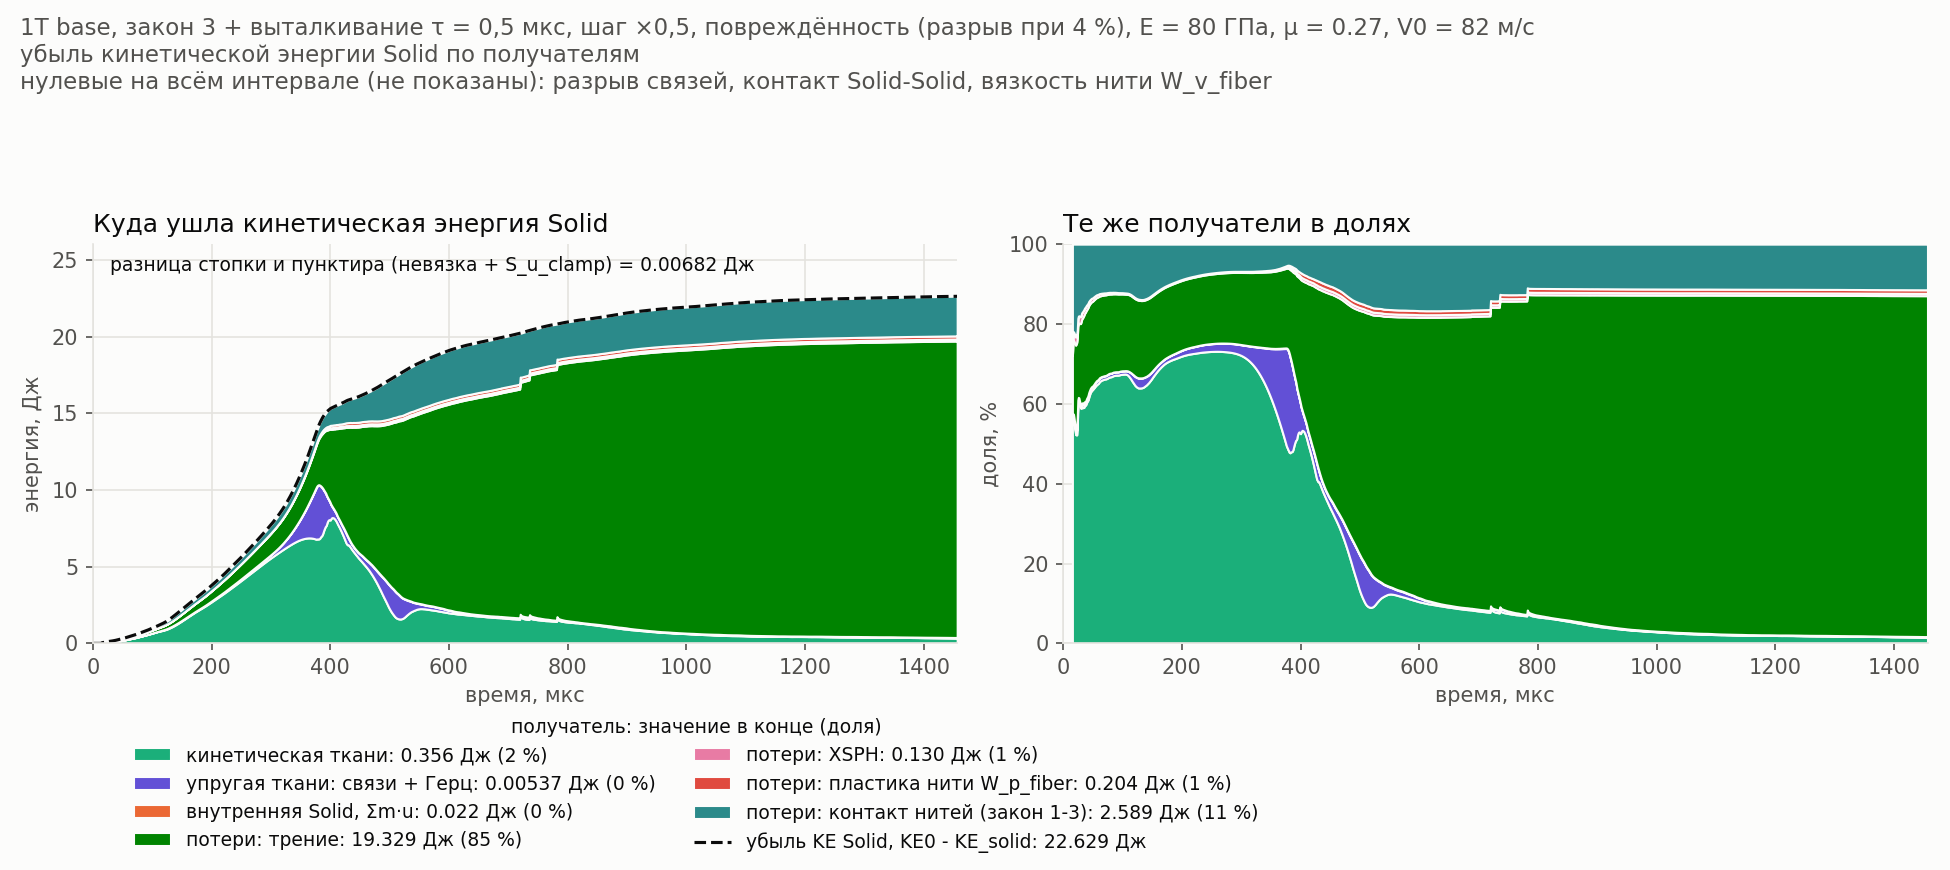 1T base, закон 3 + выталкивание τ = 0,5 мкс, шаг ×0,5, повреждённость (разрыв при 4 %), E = 80 ГПа, μ = 0.27, V0 = 82 м/с
убыль кинетической энергии Solid по получателям
нулевые на всём интервале (не показаны): разрыв связей, контакт Solid-Solid, вязкость нити W_v_fiber
Куда ушла кинетическая энергия Solid
разница стопки и пунктира (невязка + S_u_clamp) = 0.00682 Дж
энергия, Дж
25
20
15
10
5
0
0 200 400 600 800 1000 1200 1400
время, мкс
Те же получатели в долях
доля, %
100
80
60
40
20
0
0 200 400 600 800 1000 1200 1400
время, мкс
получатель: значение в конце (доля)
кинетическая ткани: 0.356 Дж (2 %)
упругая ткани: связи + Герц: 0.00537 Дж (0 %)
внутренняя Solid, Σm·u: 0.022 Дж (0 %)
потери: трение: 19.329 Дж (85 %)
потери: XSPH: 0.130 Дж (1 %)
потери: пластика нити W_p_fiber: 0.204 Дж (1 %)
потери: контакт нитей (закон 1-3): 2.589 Дж (11 %)
убыль KE Solid, KE0 - KE_solid: 22.629 Дж